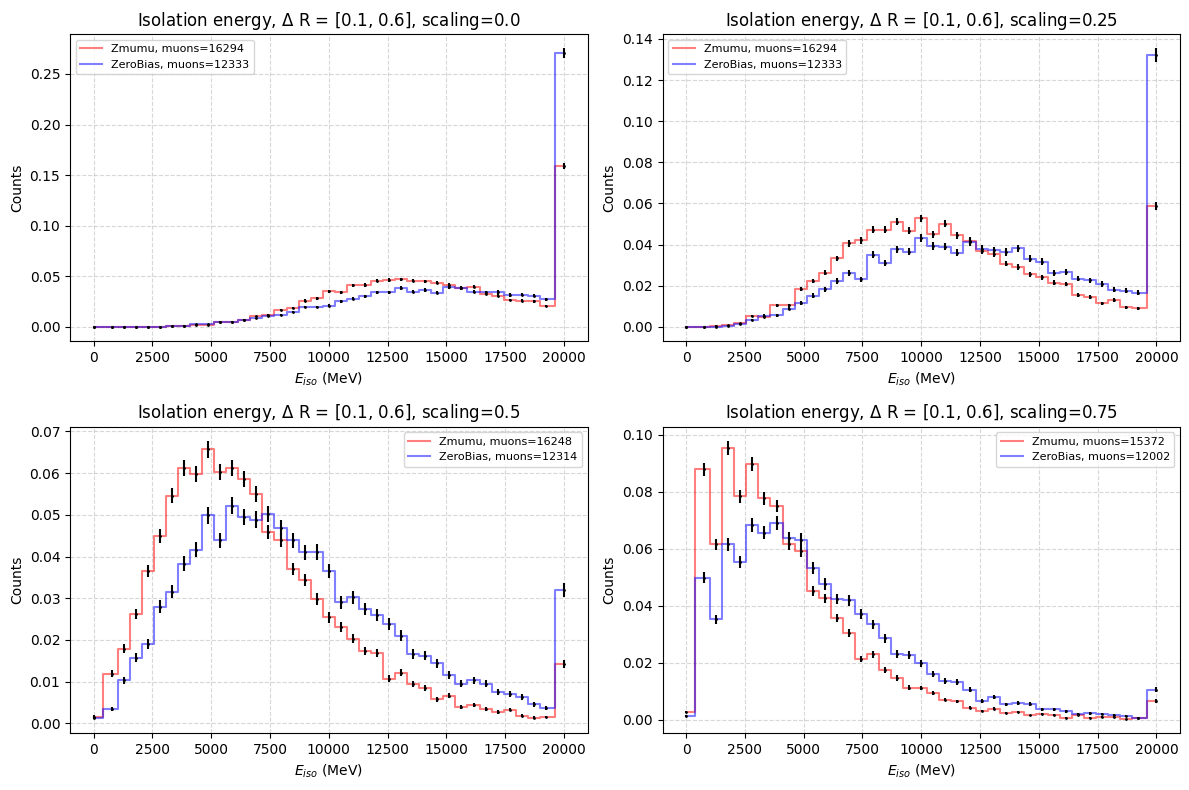 Isolation energy, Δ R = [0.1, 0.6], scaling=0.0
Zmumu, muons=16294
ZeroBias, muons=12333
Counts
0.25
0.20
0.15
0.10
0.05
0.00
0 2500 5000 7500 10000 12500 15000 17500 20000
E_iso (MeV)
Isolation energy, Δ R = [0.1, 0.6], scaling=0.25
Zmumu, muons=16294
ZeroBias, muons=12333
Counts
0.14
0.12
0.10
0.08
0.06
0.04
0.02
0.00
0 2500 5000 7500 10000 12500 15000 17500 20000
E_iso (MeV)
Isolation energy, Δ R = [0.1, 0.6], scaling=0.5
Zmumu, muons=16248
ZeroBias, muons=12314
Counts
0.07
0.06
0.05
0.04
0.03
0.02
0.01
0.00
0 2500 5000 7500 10000 12500 15000 17500 20000
E_iso (MeV)
Isolation energy, Δ R = [0.1, 0.6], scaling=0.75
Zmumu, muons=15372
ZeroBias, muons=12002
Counts
0.10
0.08
0.06
0.04
0.02
0.00
0 2500 5000 7500 10000 12500 15000 17500 20000
E_iso (MeV)